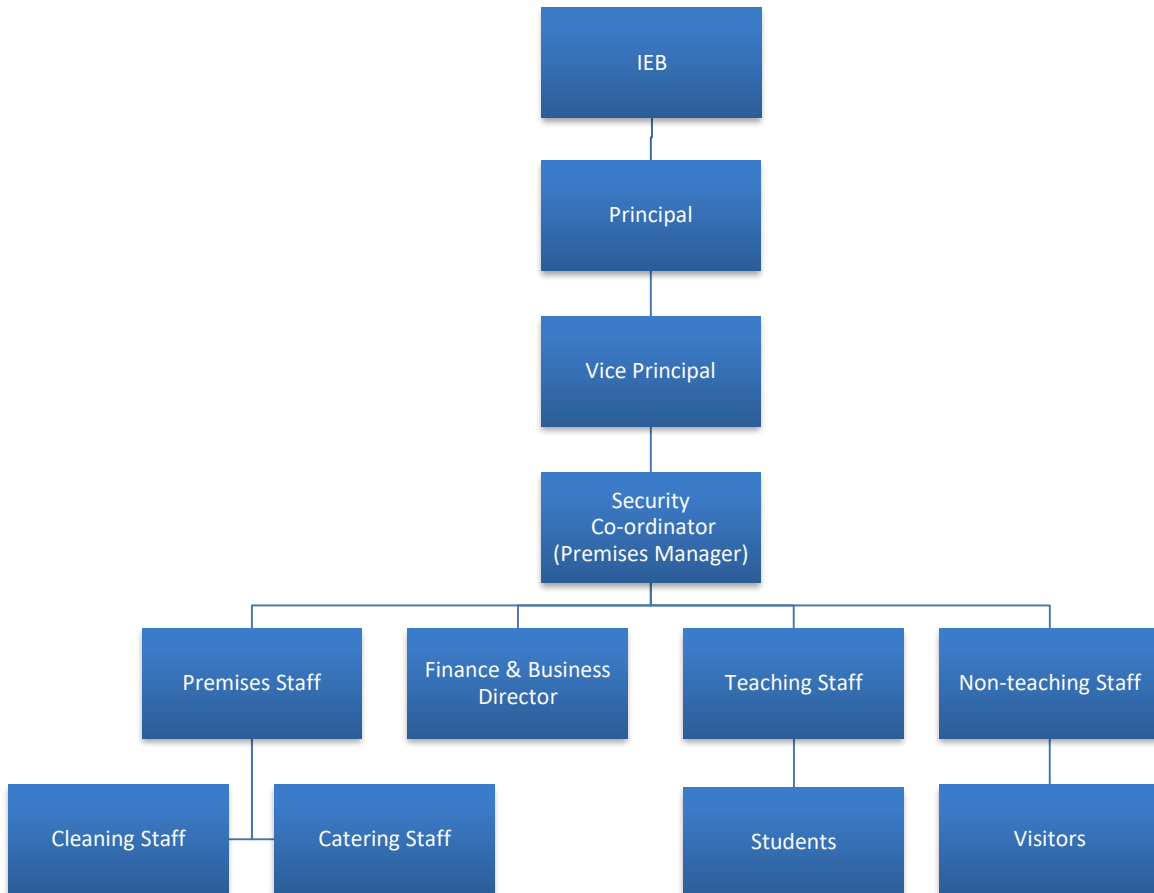 IEB
Principal
Vice Principal
Security
Co-ordinator
(Premises Manager)
Premises Staff
Finance & Business
Director
Teaching Staff
Non-teaching Staff
Cleaning Staff
Catering Staff
Students
Visitors